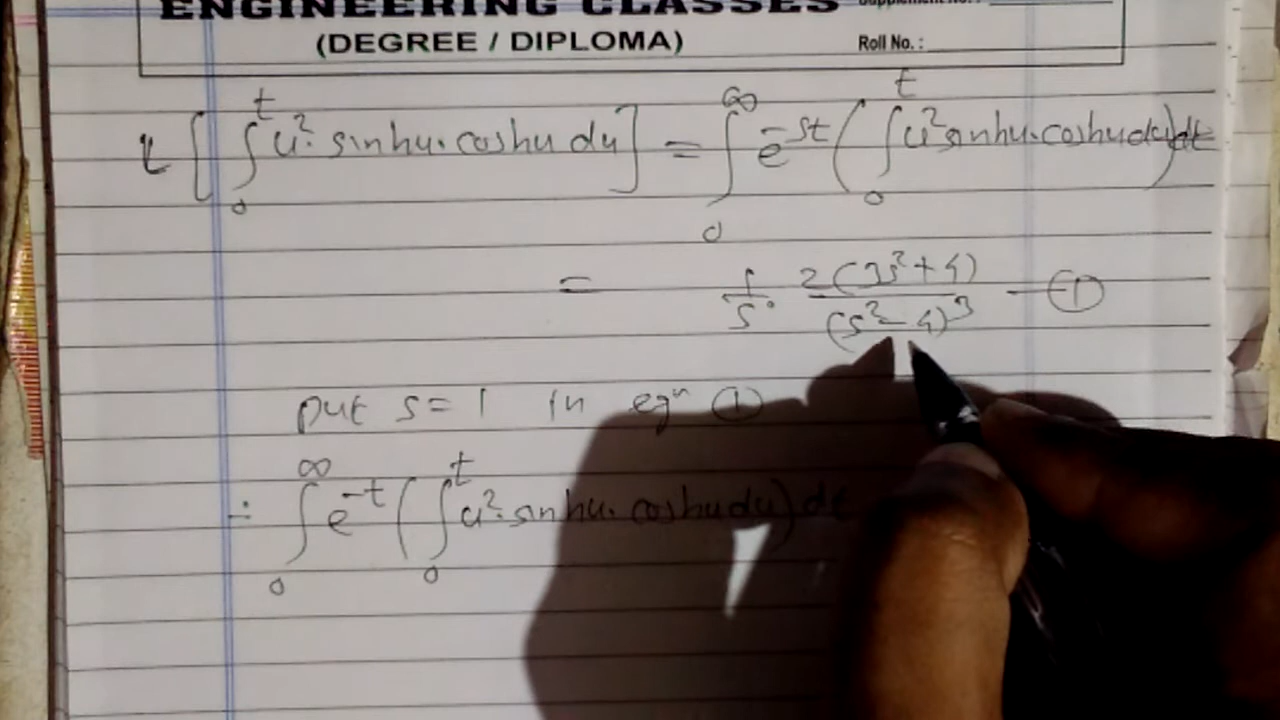 ENGINEERING CLASSES
(DEGREE / DIPLOMA) Roll No. :
L[∫₀ᵗ u². sinhu. coshu du] = ∫₀^∞ e^-st (∫₀ᵗ u² sinhu. coshu du) dt
= 1/s . 2(3s²+4)/(s²-4)³ — ①
put s=1 in eqⁿ ①
∴ ∫₀^∞ e^-t (∫₀ᵗ u². sinhu. coshu du) dt